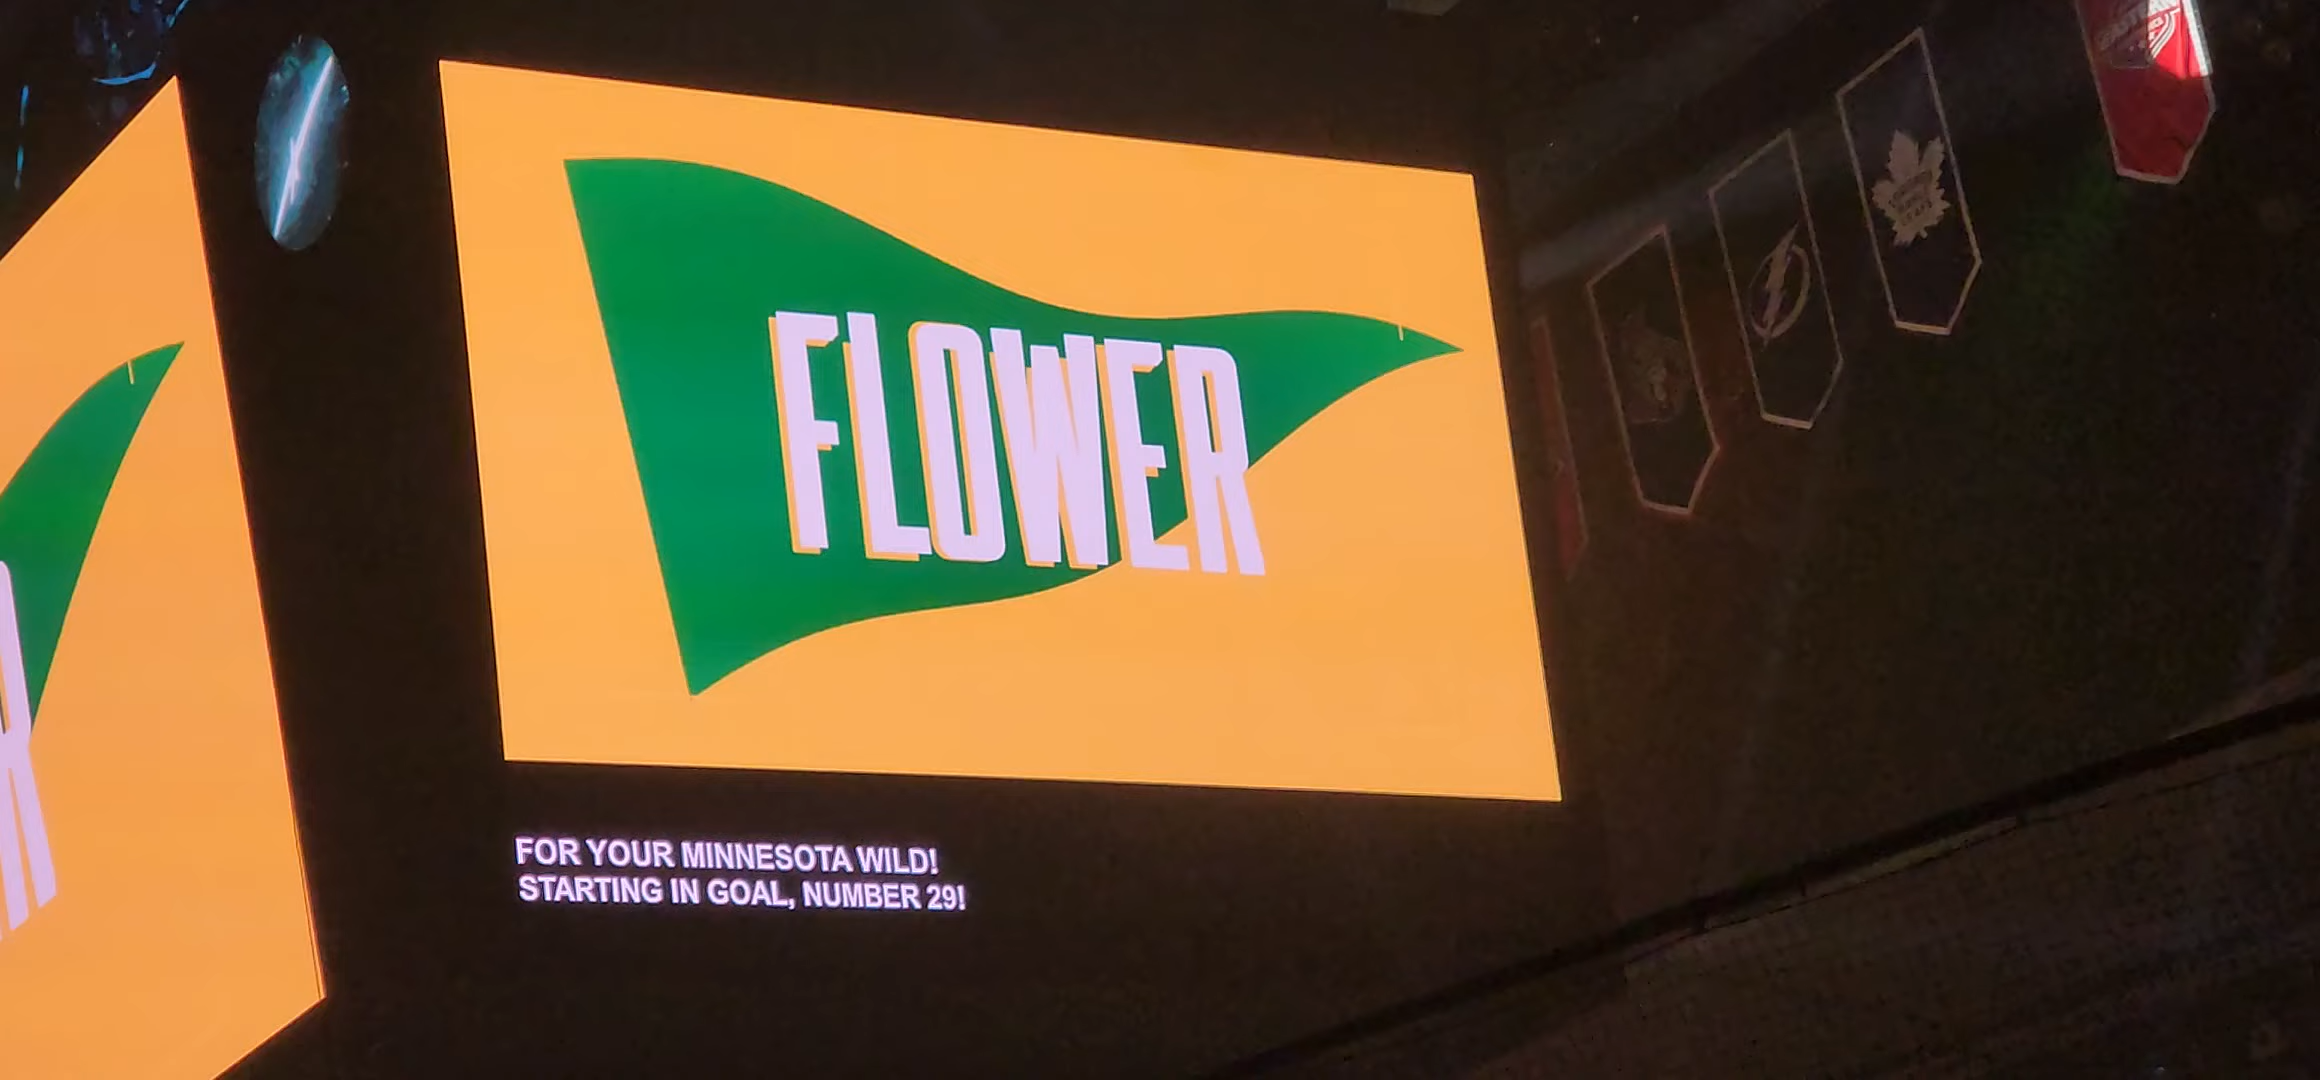 FLOWER
FOR YOUR MINNESOTA WILD!
STARTING IN GOAL, NUMBER 29!